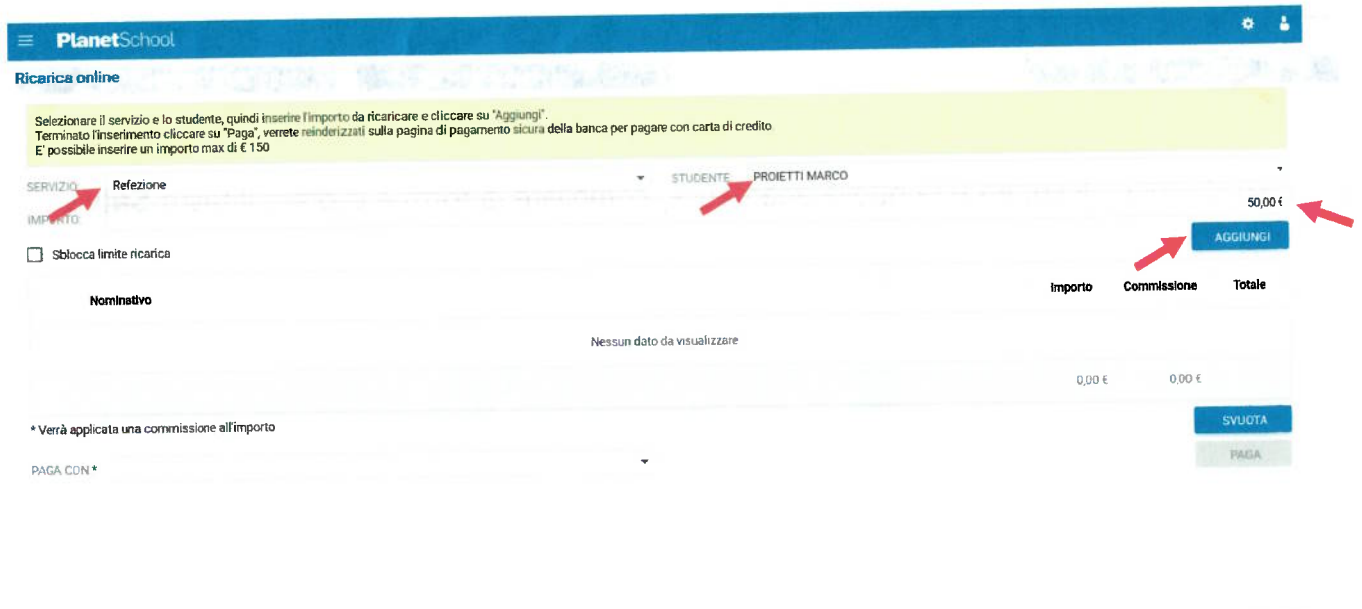 PlanetSchool
Ricarica online
Selezionare il servizio e lo studente, quindi inserire l'importo da ricaricare e cliccare su "Aggiungi".
Terminato l'inserimento cliccare su "Paga", verrete reinderizzati sulla pagina di pagamento sicura della banca per pagare con carta di credito
E' possibile inserire un importo max di € 150
SERVIZIO Refezione STUDENTE PROIETTI MARCO
IMPORTO: 50,00 €
AGGIUNGI
Sblocca limite ricarica
Nominativo Importo Commissione Totale
Nessun dato da visualizzare
0,00 € 0,00 €
* Verrà applicata una commissione all'importo
SVUOTA
PAGA CON *
PAGA